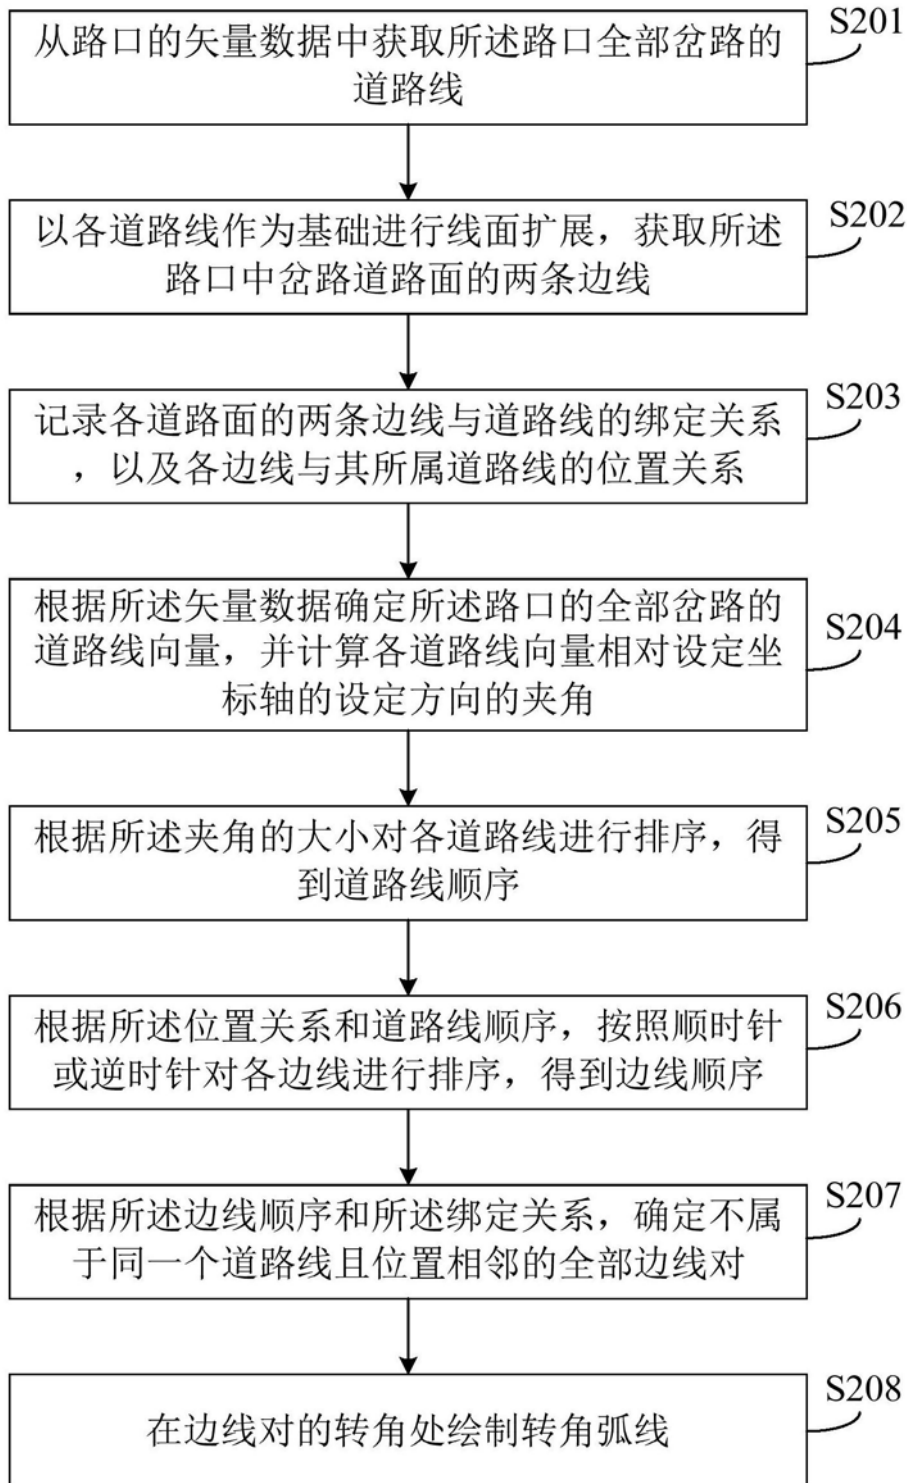 S201
从路口的矢量数据中获取所述路口全部岔路的
道路线
S202
以各道路线作为基础进行线面扩展，获取所述
路口中岔路道路面的两条边线
S203
记录各道路面的两条边线与道路线的绑定关系
，以及各边线与其所属道路线的位置关系
S204
根据所述矢量数据确定所述路口的全部岔路的
道路线向量，并计算各道路线向量相对设定坐
标轴的设定方向的夹角
S205
根据所述夹角的大小对各道路线进行排序，得
到道路线顺序
S206
根据所述位置关系和道路线顺序，按照顺时针
或逆时针对各边线进行排序，得到边线顺序
S207
根据所述边线顺序和所述绑定关系，确定不属
于同一个道路线且位置相邻的全部边线对
S208
在边线对的转角处绘制转角弧线